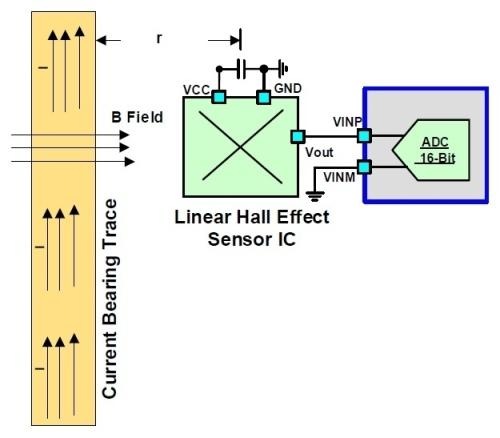 r
I
VCC
GND
B Field
VINP
Vout
VINM
ADC
16-Bit
Linear Hall Effect
Sensor IC
I
I
Current Bearing Trace